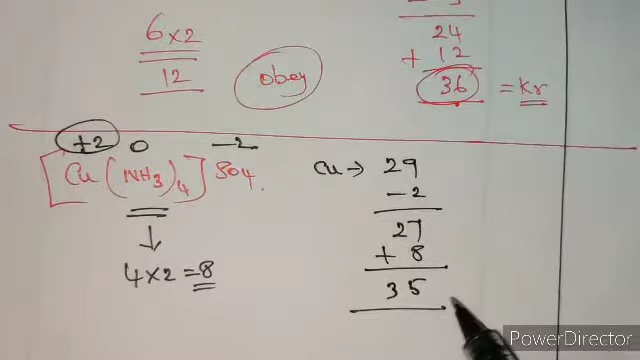 6x2
12
obey
24
+ 12
36 = kr
+2 0 -2
[Cu(NH3)4]SO4.
4x2=8
Cu → 29
-2
27
+ 8
35
PowerDirector